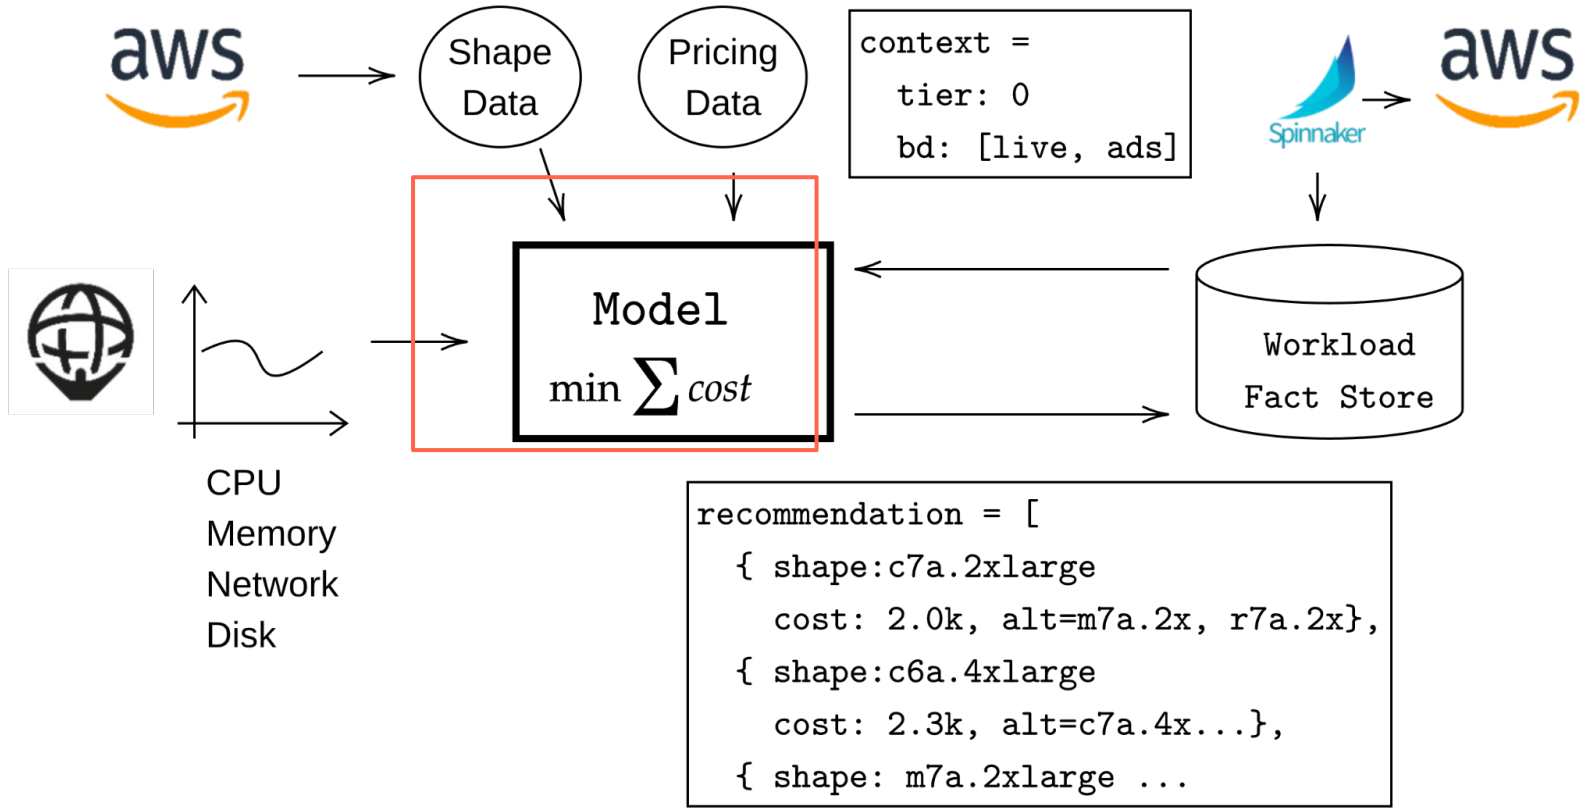 aws
Shape
Data
Pricing
Data
context =
tier: 0
bd: [live, ads]
Spinnaker
aws
Model
min ∑ cost
Workload
Fact Store
CPU
Memory
Network
Disk
recommendation = [
{ shape:c7a.2xlarge
cost: 2.0k, alt=m7a.2x, r7a.2x},
{ shape:c6a.4xlarge
cost: 2.3k, alt=c7a.4x...},
{ shape: m7a.2xlarge ...